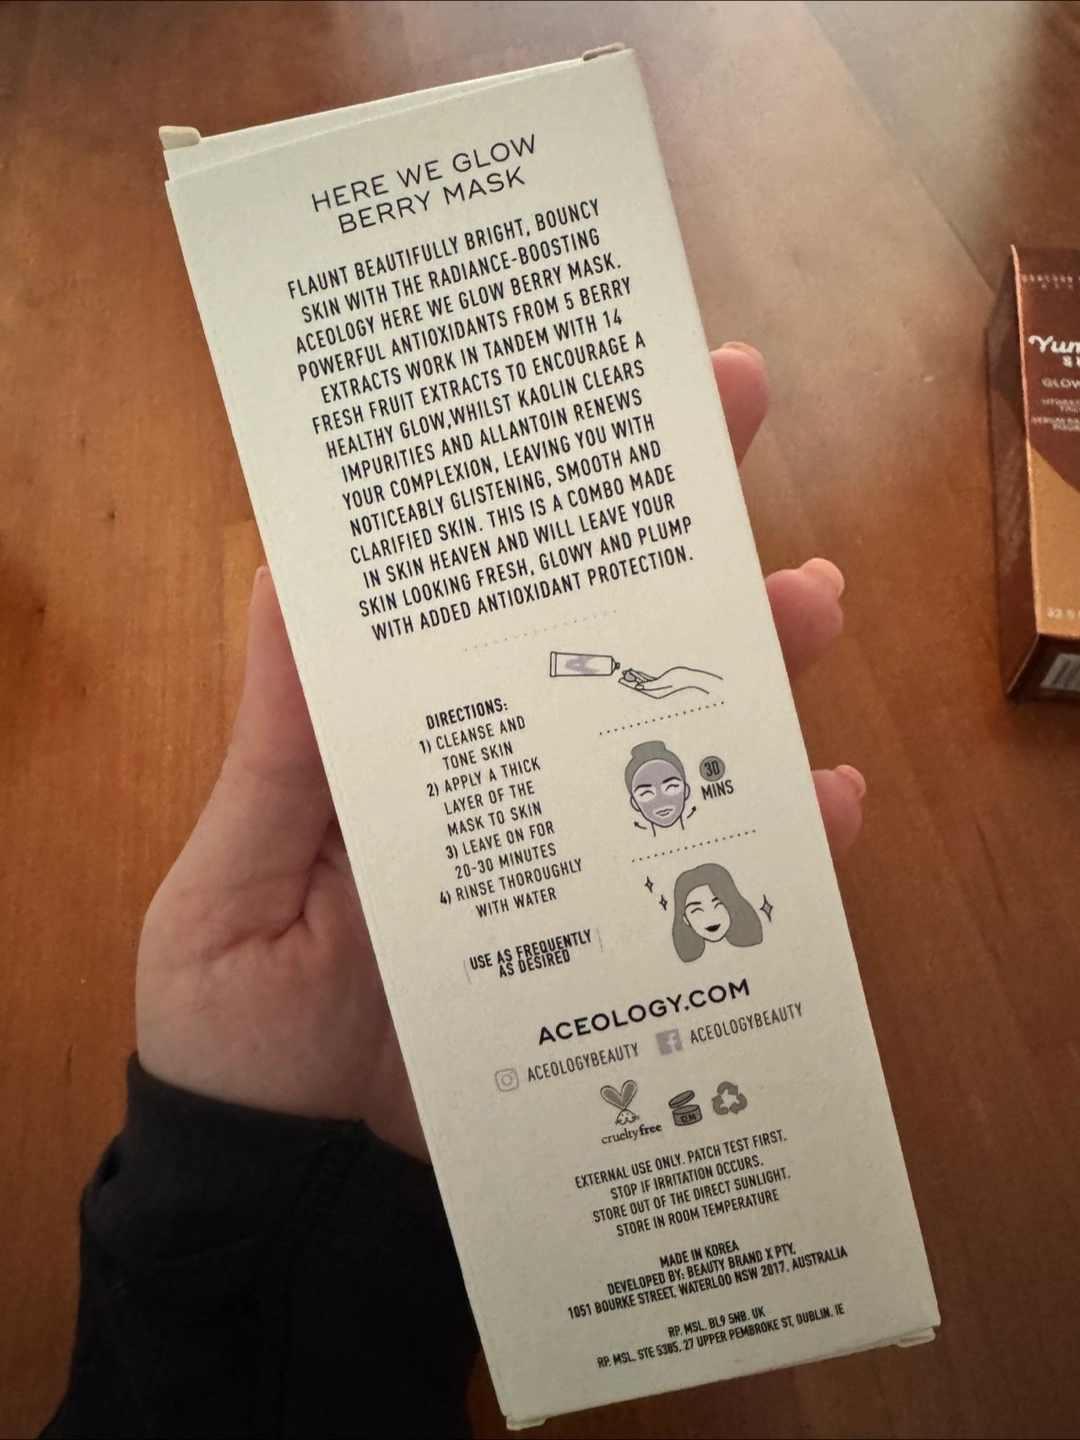 HERE WE GLOW
BERRY MASK
FLAUNT BEAUTIFULLY BRIGHT, BOUNCY
SKIN WITH THE RADIANCE-BOOSTING
ACEOLOGY HERE WE GLOW BERRY MASK.
POWERFUL ANTIOXIDANTS FROM 5 BERRY
EXTRACTS WORK IN TANDEM WITH 14
FRESH FRUIT EXTRACTS TO ENCOURAGE A
HEALTHY GLOW,WHILST KAOLIN CLEARS
IMPURITIES AND ALLANTOIN RENEWS
YOUR COMPLEXION, LEAVING YOU WITH
NOTICEABLY GLISTENING, SMOOTH AND
CLARIFIED SKIN. THIS IS A COMBO MADE
IN SKIN HEAVEN AND WILL LEAVE YOUR
SKIN LOOKING FRESH, GLOWY AND PLUMP
WITH ADDED ANTIOXIDANT PROTECTION.
DIRECTIONS:
1) CLEANSE AND
TONE SKIN
2) APPLY A THICK
LAYER OF THE
MASK TO SKIN
3) LEAVE ON FOR
20-30 MINUTES
4) RINSE THOROUGHLY
WITH WATER
30
MINS
USE AS FREQUENTLY
AS DESIRED
ACEOLOGY.COM
ACEOLOGYBEAUTY
ACEOLOGYBEAUTY
crueltyfree
12M
EXTERNAL USE ONLY. PATCH TEST FIRST.
STOP IF IRRITATION OCCURS.
STORE OUT OF THE DIRECT SUNLIGHT.
STORE IN ROOM TEMPERATURE
MADE IN KOREA
DEVELOPED BY: BEAUTY BRAND X PTY.
1051 BOURKE STREET, WATERLOO NSW 2017, AUSTRALIA
RP. MSL. BL9 5NB. UK
RP. MSL. STE 5305. 27 UPPER PEMBROKE ST, DUBLIN. IE
GLOW